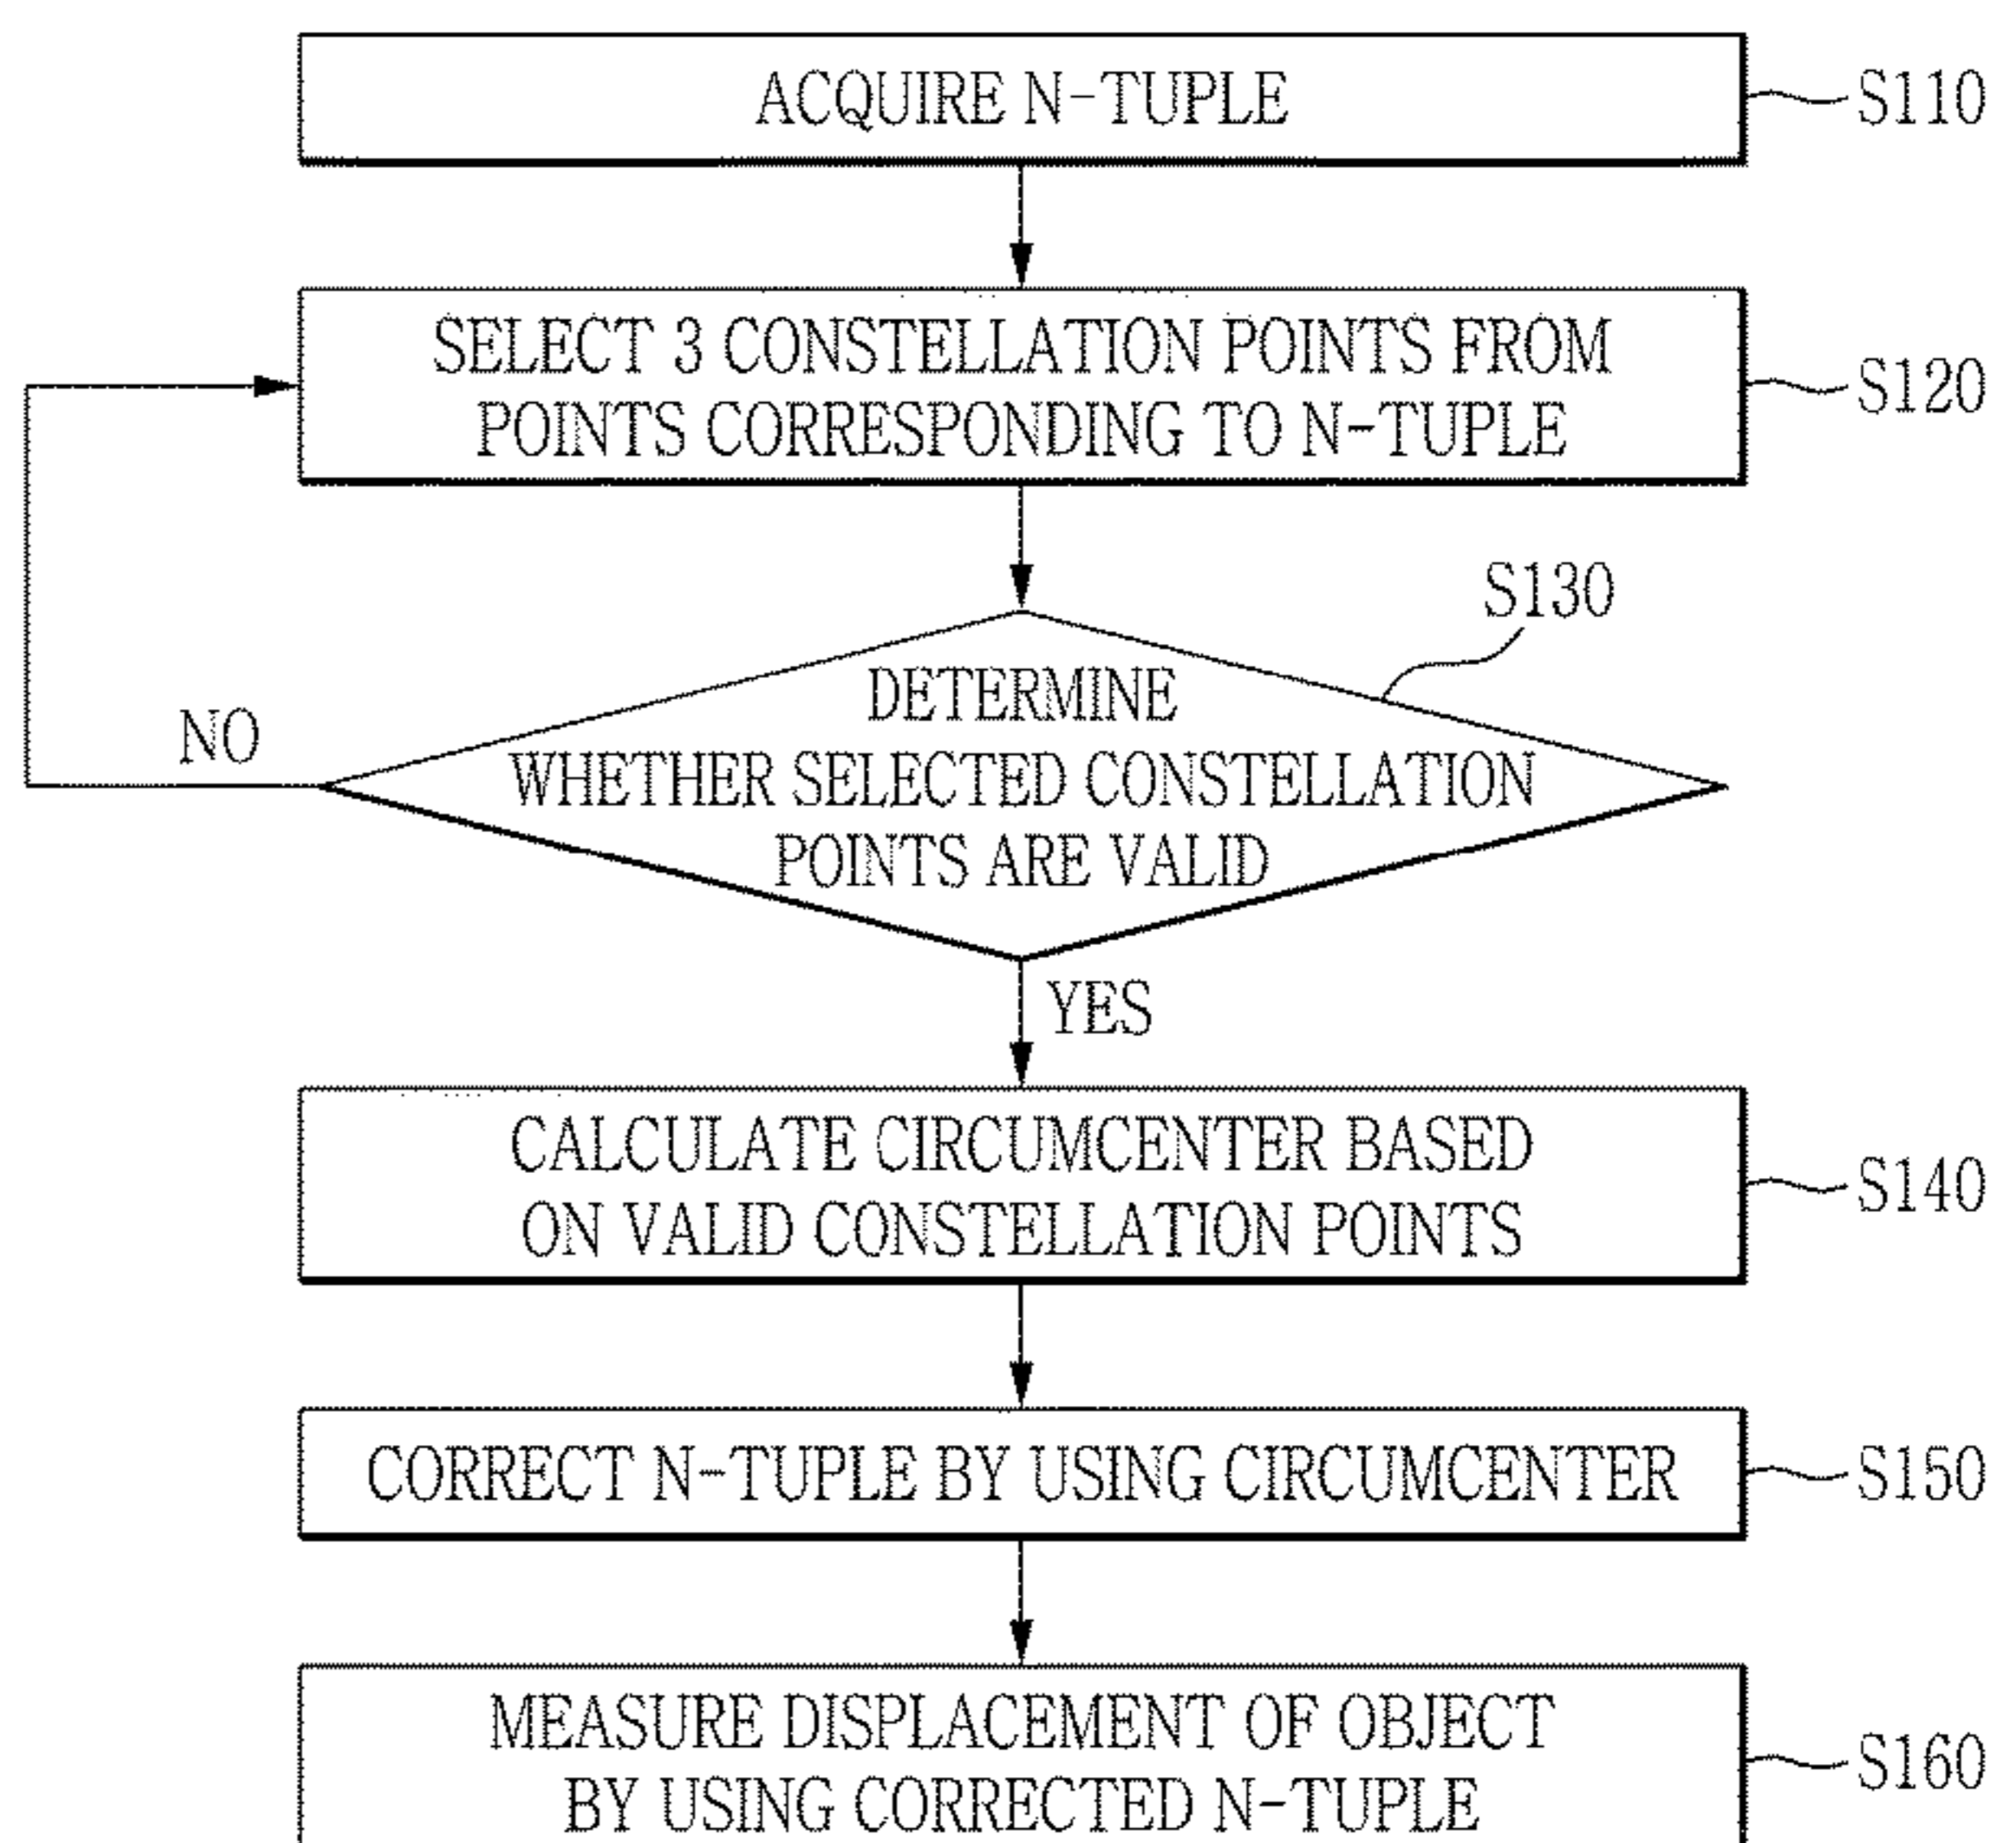 ACQUIRE N-TUPLE
S110
SELECT 3 CONSTELLATION POINTS FROM
POINTS CORRESPONDING TO N-TUPLE
S120
S130
DETERMINE
WHETHER SELECTED CONSTELLATION
POINTS ARE VALID
NO
YES
CALCULATE CIRCUMCENTER BASED
ON VALID CONSTELLATION POINTS
S140
CORRECT N-TUPLE BY USING CIRCUMCENTER
S150
MEASURE DISPLACEMENT OF OBJECT
BY USING CORRECTED N-TUPLE
S160